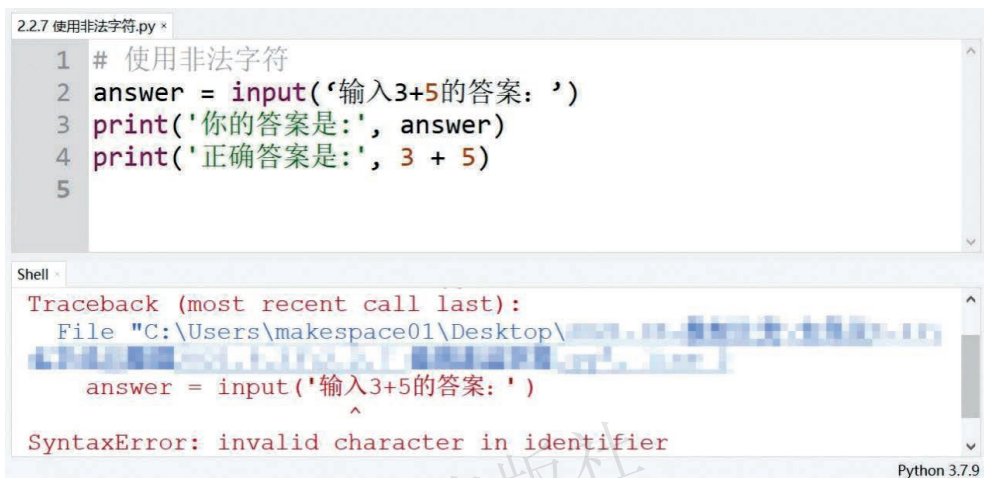 2.2.7 使用非法字符.py ×
1 # 使用非法字符
2 answer = input(‘输入3+5的答案：’)
3 print('你的答案是:', answer)
4 print('正确答案是:', 3 + 5)
5
Shell ×
Traceback (most recent call last):
File "C:\Users\makespace01\Desktop\
answer = input('输入3+5的答案：')
^
SyntaxError: invalid character in identifier
版社
Python 3.7.9